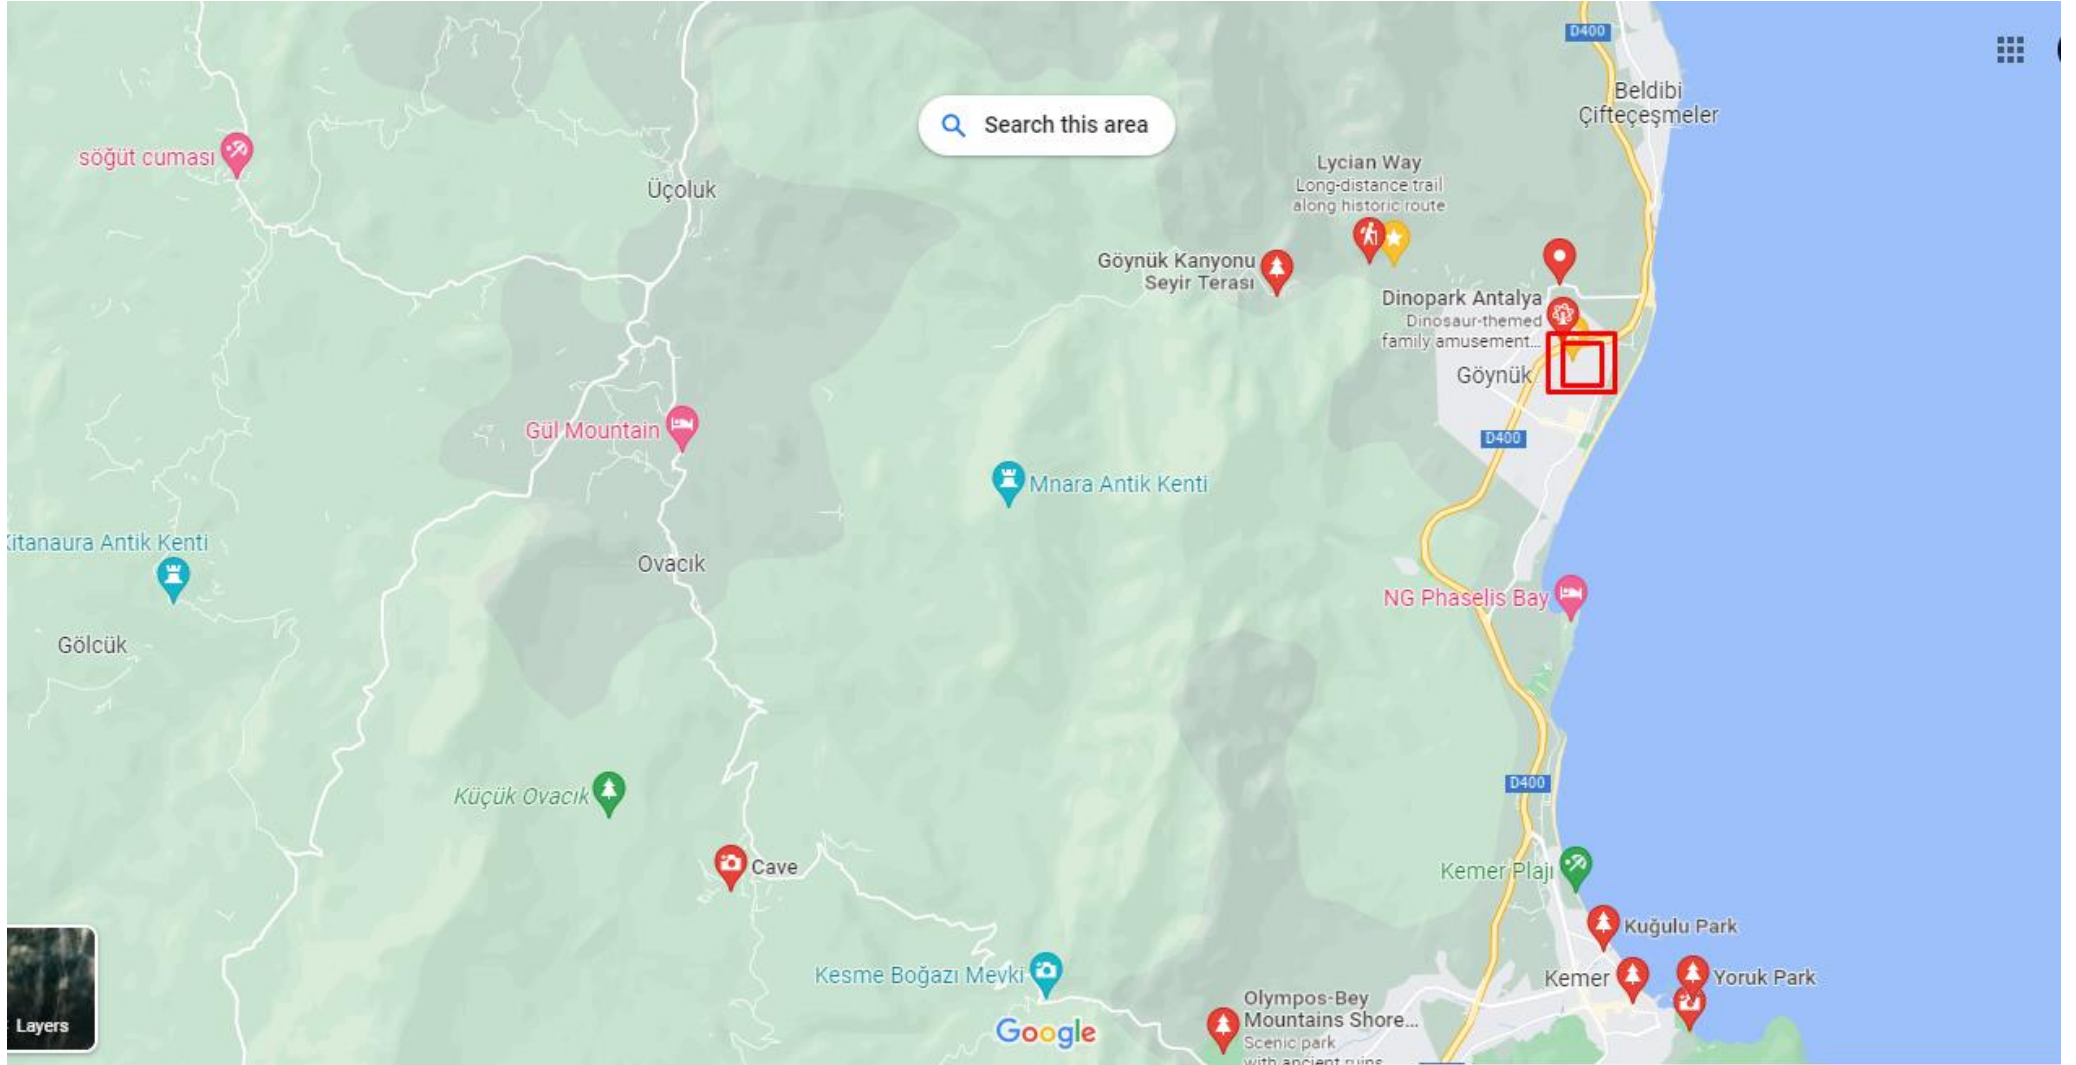 D400
Beldibi
Çifteçeşmeler
Search this area
söğüt cuması
Üçoluk
Lycian Way
Long-distance trail
along historic route
Göynük Kanyonu
Seyir Terası
Dinopark Antalya
Dinosaur-themed
family amusement...
Göynük
Gül Mountain
D400
Mnara Antik Kenti
Kitanaura Antik Kenti
Ovacık
NG Phaselis Bay
Gölcük
Küçük Ovacık
D400
Cave
Kemer Plajı
Kuğulu Park
Kesme Boğazı Mevki
Kemer
Yoruk Park
Olympos-Bey
Mountains Shore...
Scenic park
with ancient ruins
Layers
Google